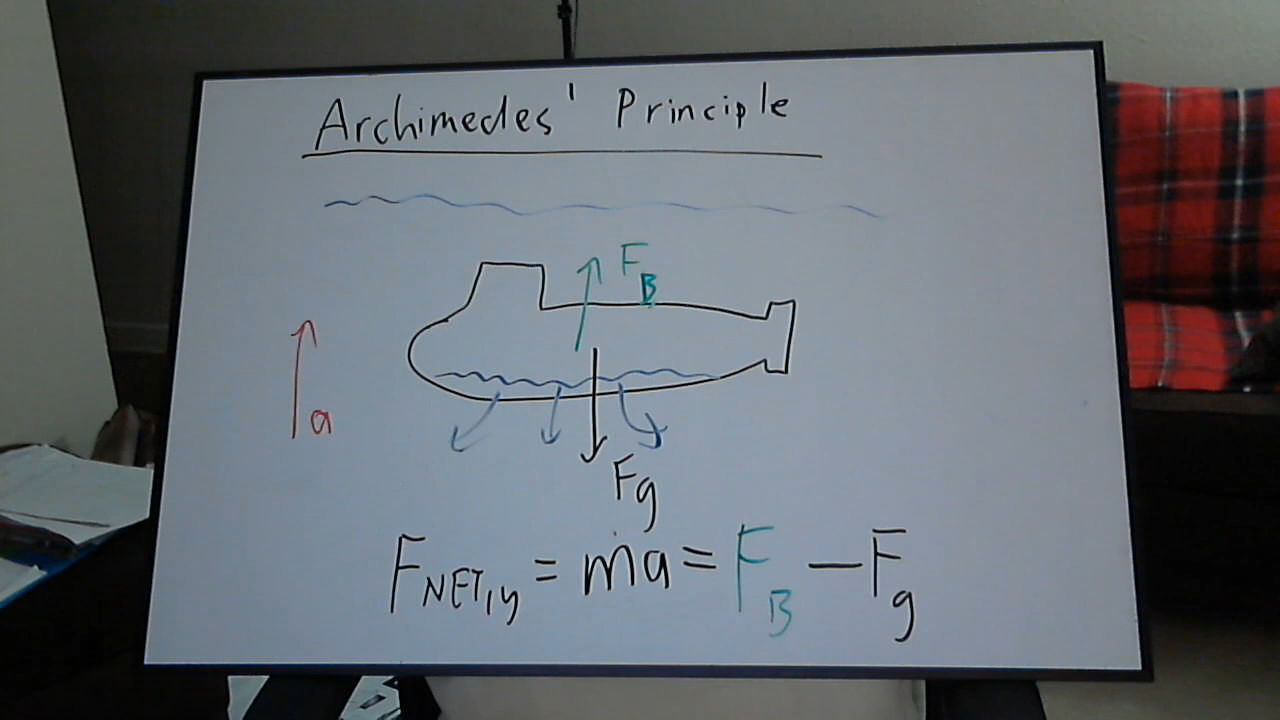 Archimedes' Principle
F_B
a
F_g
F_NET,y = ma = F_B - F_g